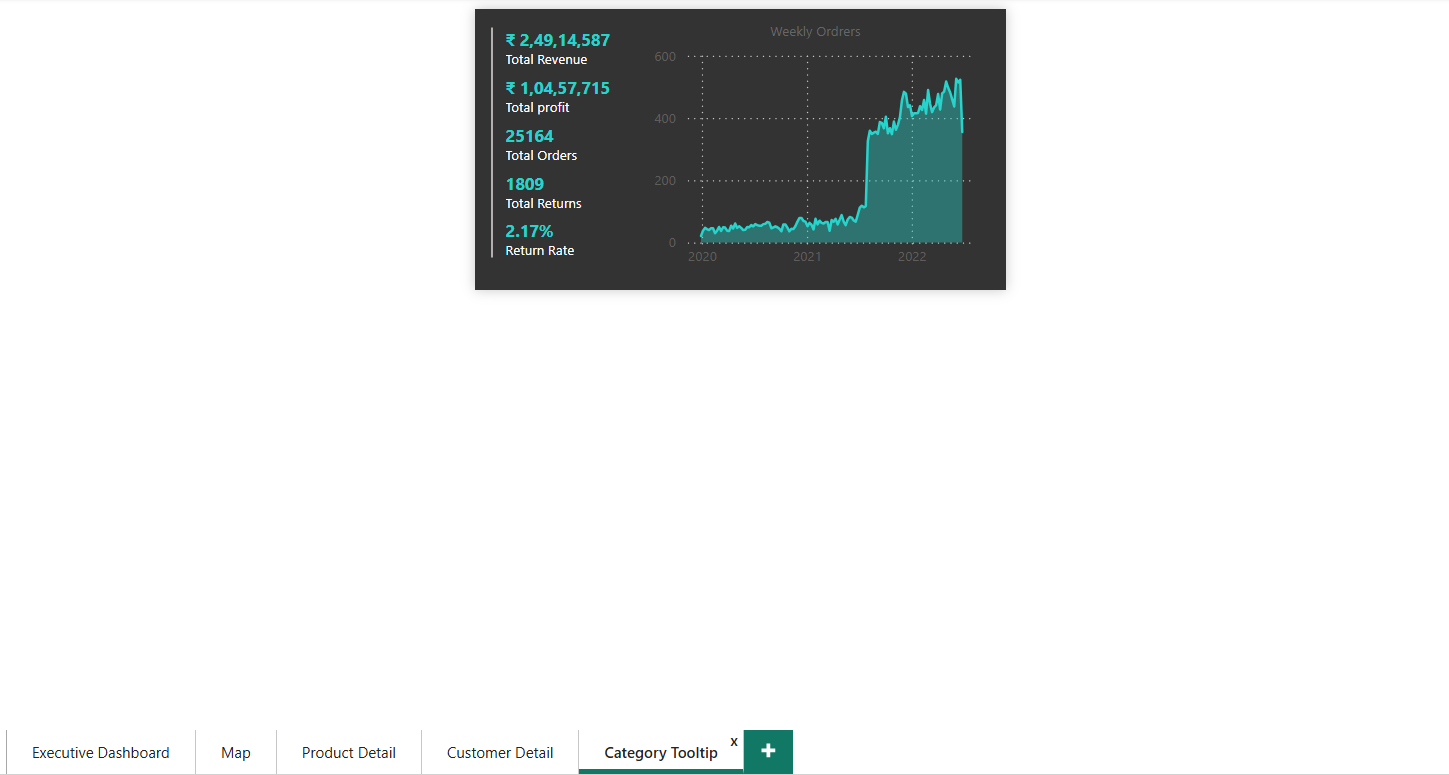 ₹ 2,49,14,587
Total Revenue
₹ 1,04,57,715
Total profit
25164
Total Orders
1809
Total Returns
2.17%
Return Rate
Weekly Ordrers
600
400
200
0
2020 2021 2022
Executive Dashboard Map Product Detail Customer Detail Category Tooltip x +